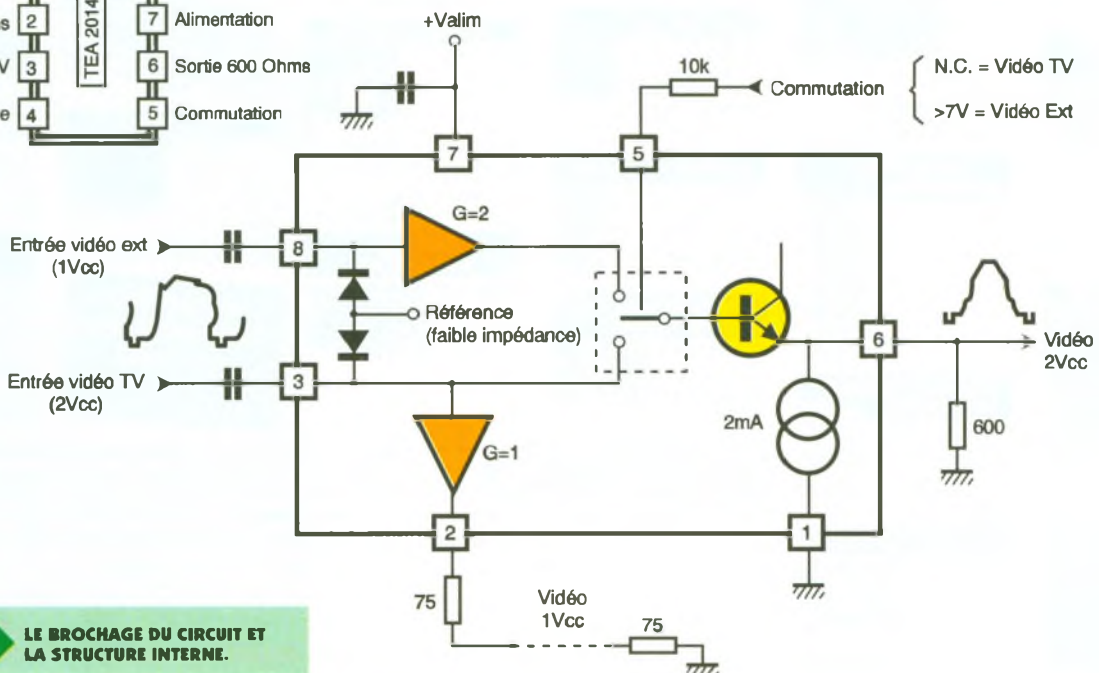 s 2
TEA 2014
7 Alimentation
V 3
6 Sortie 600 Ohms
e 4
5 Commutation
+Valim
10k
Commutation
N.C. = Vidéo TV
>7V = Vidéo Ext
7
5
Entrée vidéo ext
(1Vcc)
8
G=2
Référence
(faible impédance)
6
Vidéo
2Vcc
Entrée vidéo TV
(2Vcc)
3
G=1
2mA
600
2
1
75
Vidéo
1Vcc
75
LE BROCHAGE DU CIRCUIT ET
LA STRUCTURE INTERNE.